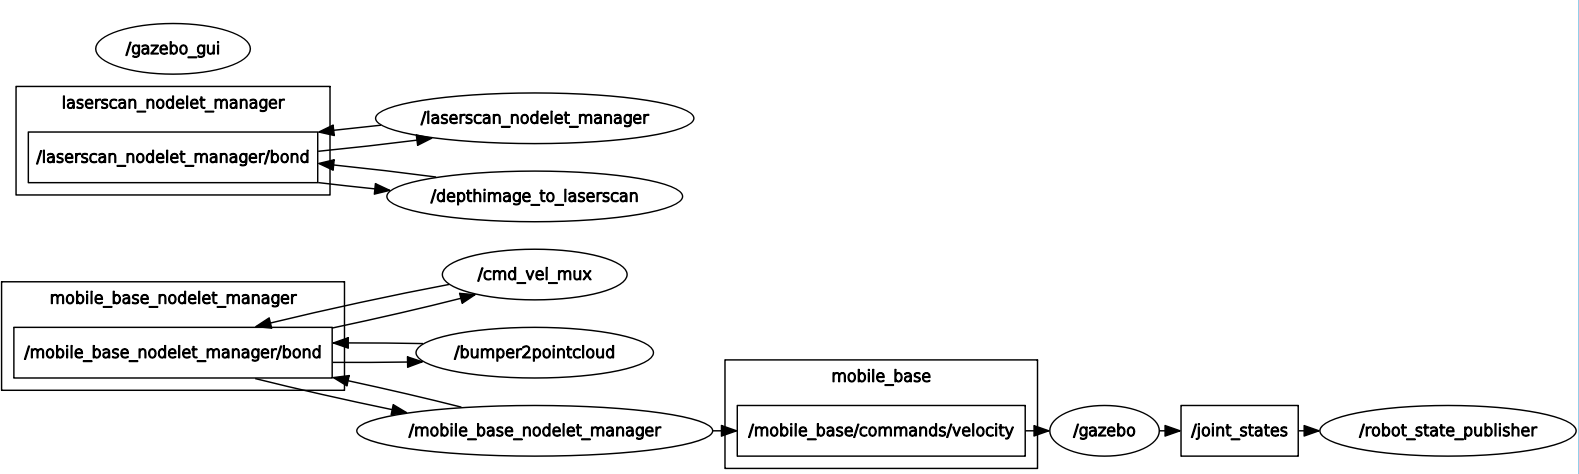 /gazebo_gui
laserscan_nodelet_manager
/laserscan_nodelet_manager
/laserscan_nodelet_manager/bond
/depthimage_to_laserscan
/cmd_vel_mux
mobile_base_nodelet_manager
/mobile_base_nodelet_manager/bond
/bumper2pointcloud
mobile_base
/mobile_base_nodelet_manager
/mobile_base/commands/velocity
/gazebo
/joint_states
/robot_state_publisher